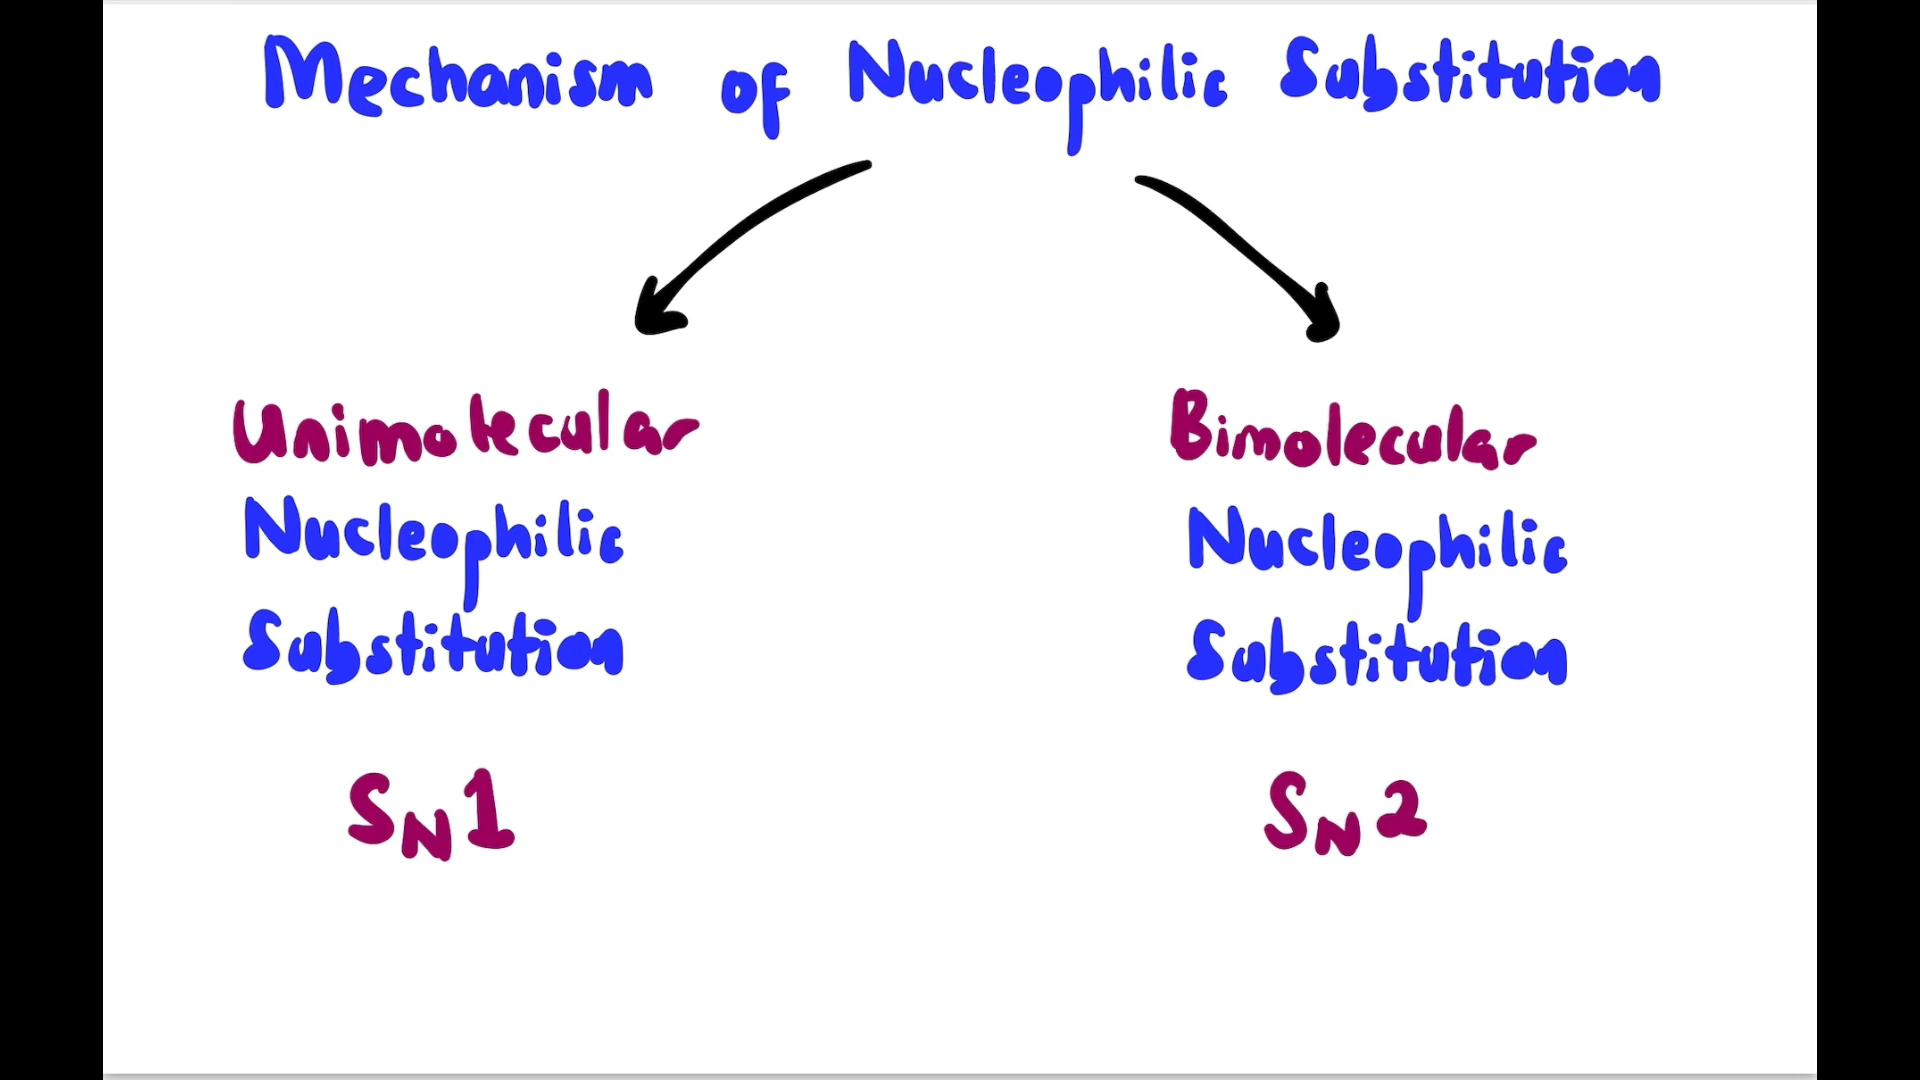 Mechanism of Nucleophilic Substitution
Unimolecular
Nucleophilic
Substitution
SN1
Bimolecular
Nucleophilic
Substitution
SN2